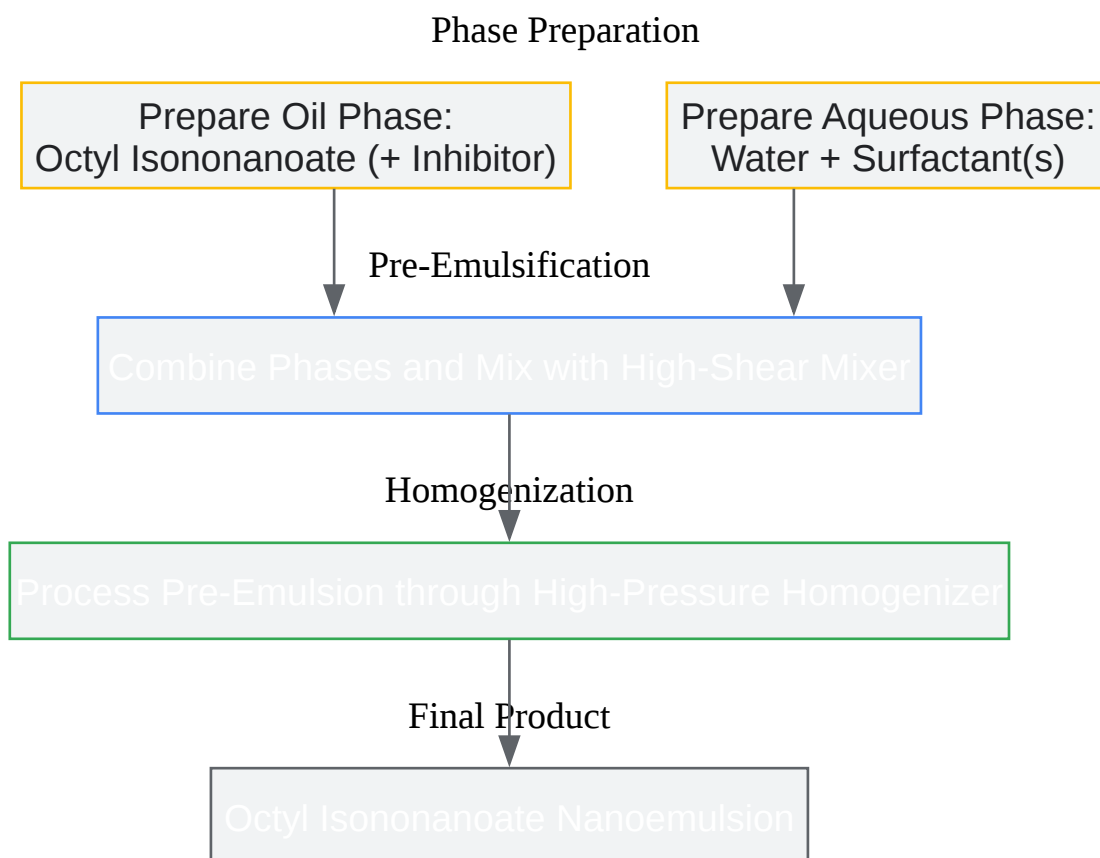 Phase Preparation
Prepare Oil Phase:
Octyl Isononanoate (+ Inhibitor)
Prepare Aqueous Phase:
Water + Surfactant(s)
Pre-Emulsification
Combine Phases and Mix with High-Shear Mixer
Homogenization
Process Pre-Emulsion through High-Pressure Homogenizer
Final Product
Octyl Isononanoate Nanoemulsion